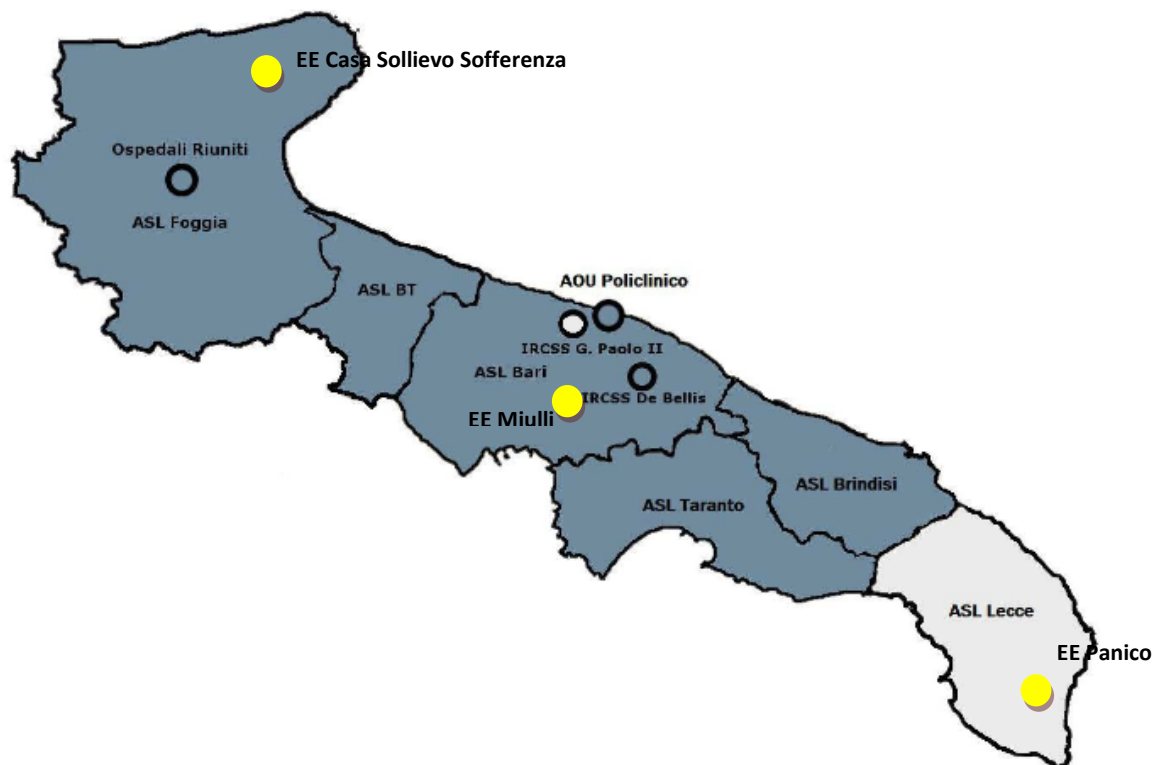 EE Casa Sollievo Sofferenza
Ospedali Riuniti
ASL Foggia
AOU Policlinico
ASL BT
IRCSS G. Paolo II
ASL Bari
IRCSS De Bellis
EE Miulli
ASL Brindisi
ASL Taranto
ASL Lecce
EE Panico